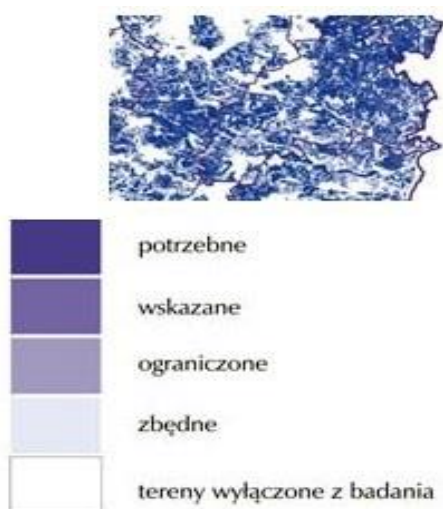 potrzebne
wskazane
ograniczone
zbędne
tereny wyłączone z badania